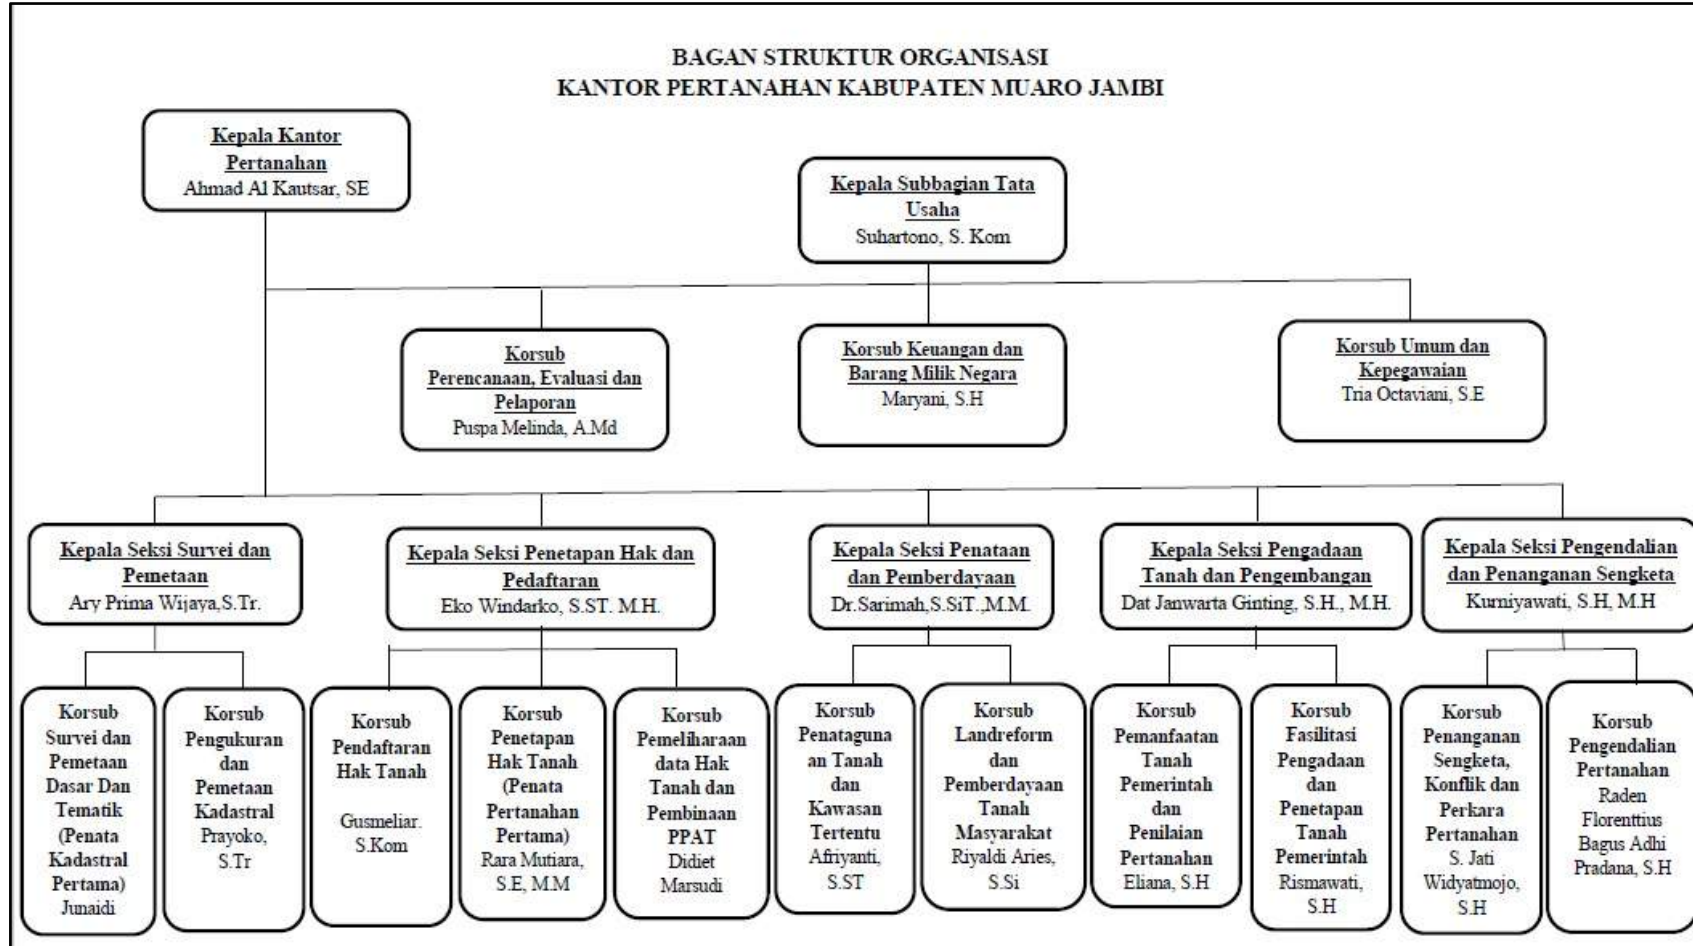 BAGAN STRUKTUR ORGANISASI
KANTOR PERTANAHAN KABUPATEN MUARO JAMBI
Kepala Kantor
Pertanahan
Ahmad Al Kautsar, SE
Kepala Subbagian Tata
Usaha
Suhartono, S. Kom
Korsub
Perencanaan, Evaluasi dan
Pelaporan
Puspa Melinda, A.Md
Korsub Keuangan dan
Barang Milik Negara
Maryani, S.H
Korsub Umum dan
Kepegawaian
Tria Octaviani, S.E
Kepala Seksi Survei dan
Pemetaan
Ary Prima Wijaya,S.Tr.
Kepala Seksi Penetapan Hak dan
Pedaftaran
Eko Windarko, S.ST. M.H.
Kepala Seksi Penataan
dan Pemberdayaan
Dr.Sarimah,S.SiT.,M.M.
Kepala Seksi Pengadaan
Tanah dan Pengembangan
Dat Janwarta Ginting, S.H., M.H.
Kepala Seksi Pengendalian
dan Penanganan Sengketa
Kurniyawati, S.H, M.H
Korsub
Survei dan
Pemetaan
Dasar Dan
Tematik
(Penata
Kadastral
Pertama)
Junaidi
Korsub
Pengukuran
dan
Pemetaan
Kadastral
Prayoko,
S.Tr
Korsub
Pendaftaran
Hak Tanah
Gusmeliar.
S.Kom
Korsub
Penetapan
Hak Tanah
(Penata
Pertanahan
Pertama)
Rara Mutiara,
S.E, M.M
Korsub
Pemeliharaan
data Hak
Tanah dan
Pembinaan
PPAT
Didiet
Marsudi
Korsub
Penataguna
an Tanah
dan
Kawasan
Tertentu
Afriyanti,
S.ST
Korsub
Landreform
dan
Pemberdayaan
Tanah
Masyarakat
Riyaldi Aries,
S.Si
Korsub
Pemanfaatan
Tanah
Pemerintah
dan
Penilaian
Pertanahan
Eliana, S.H
Korsub
Fasilitasi
Pengadaan
dan
Penetapan
Tanah
Pemerintah
Rismawati,
S.H
Korsub
Penanganan
Sengketa,
Konflik dan
Perkara
Pertanahan
S. Jati
Widyatmojo,
S.H
Korsub
Pengendalian
Pertanahan
Raden
Florenttius
Bagus Adhi
Pradana, S.H